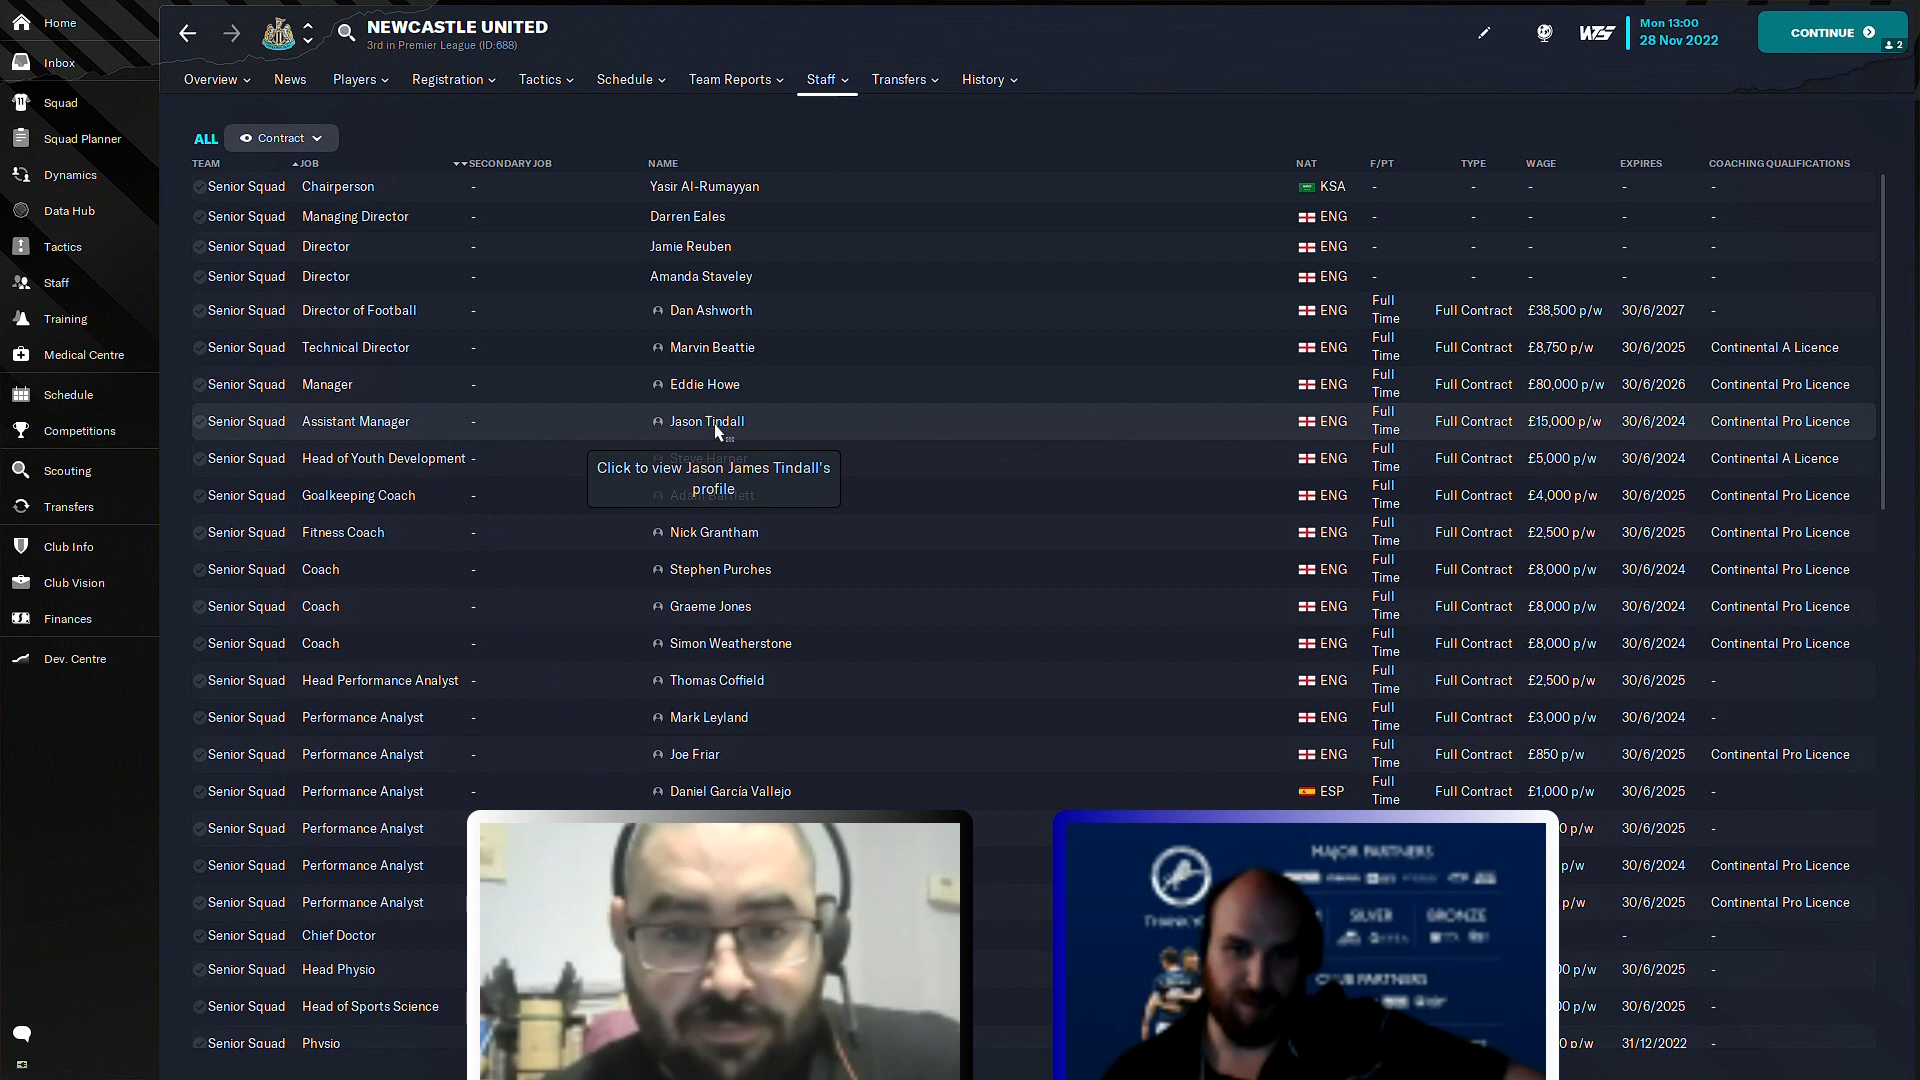 Home
Inbox
Squad
Squad Planner
Dynamics
Data Hub
Tactics
Staff
Training
Medical Centre
Schedule
Competitions
Scouting
Transfers
Club Info
Club Vision
Finances
Dev. Centre
NEWCASTLE UNITED
3rd in Premier League (ID:688)
Mon 13:00
28 Nov 2022
CONTINUE
2
Overview News Players Registration Tactics Schedule Team Reports Staff Transfers History
ALL Contract
TEAM JOB SECONDARY JOB NAME NAT F/PT TYPE WAGE EXPIRES COACHING QUALIFICATIONS
Senior Squad Chairperson - Yasir Al-Rumayyan KSA - - - - -
Senior Squad Managing Director - Darren Eales ENG - - - - -
Senior Squad Director - Jamie Reuben ENG - - - - -
Senior Squad Director - Amanda Staveley ENG - - - - -
Senior Squad Director of Football - Dan Ashworth ENG Full Time Full Contract £38,500 p/w 30/6/2027 -
Senior Squad Technical Director - Marvin Beattie ENG Full Time Full Contract £8,750 p/w 30/6/2025 Continental A Licence
Senior Squad Manager - Eddie Howe ENG Full Time Full Contract £80,000 p/w 30/6/2026 Continental Pro Licence
Senior Squad Assistant Manager - Jason Tindall ENG Full Time Full Contract £15,000 p/w 30/6/2024 Continental Pro Licence
Senior Squad Head of Youth Development - Steve Harper ENG Full Time Full Contract £5,000 p/w 30/6/2024 Continental A Licence
Click to view Jason James Tindall's
profile
Senior Squad Goalkeeping Coach - Adam Bartlett ENG Full Time Full Contract £4,000 p/w 30/6/2025 Continental Pro Licence
Senior Squad Fitness Coach - Nick Grantham ENG Full Time Full Contract £2,500 p/w 30/6/2025 Continental Pro Licence
Senior Squad Coach - Stephen Purches ENG Full Time Full Contract £8,000 p/w 30/6/2024 Continental Pro Licence
Senior Squad Coach - Graeme Jones ENG Full Time Full Contract £8,000 p/w 30/6/2024 Continental Pro Licence
Senior Squad Coach - Simon Weatherstone ENG Full Time Full Contract £8,000 p/w 30/6/2024 Continental Pro Licence
Senior Squad Head Performance Analyst - Thomas Coffield ENG Full Time Full Contract £2,500 p/w 30/6/2025 -
Senior Squad Performance Analyst - Mark Leyland ENG Full Time Full Contract £3,000 p/w 30/6/2024 -
Senior Squad Performance Analyst - Joe Friar ENG Full Time Full Contract £850 p/w 30/6/2025 Continental Pro Licence
Senior Squad Performance Analyst - Daniel García Vallejo ESP Full Time Full Contract £1,000 p/w 30/6/2025 -
Senior Squad Performance Analyst 0 p/w 30/6/2025 -
Senior Squad Performance Analyst p/w 30/6/2024 Continental Pro Licence
Senior Squad Performance Analyst p/w 30/6/2025 Continental Pro Licence
Senior Squad Chief Doctor - -
Senior Squad Head Physio 00 p/w 30/6/2025 -
Senior Squad Head of Sports Science 00 p/w 30/6/2025 -
Senior Squad Physio 0 p/w 31/12/2022 -
MAJOR PARTNERS
SILVER BRONZE
CLUB PARTNERS